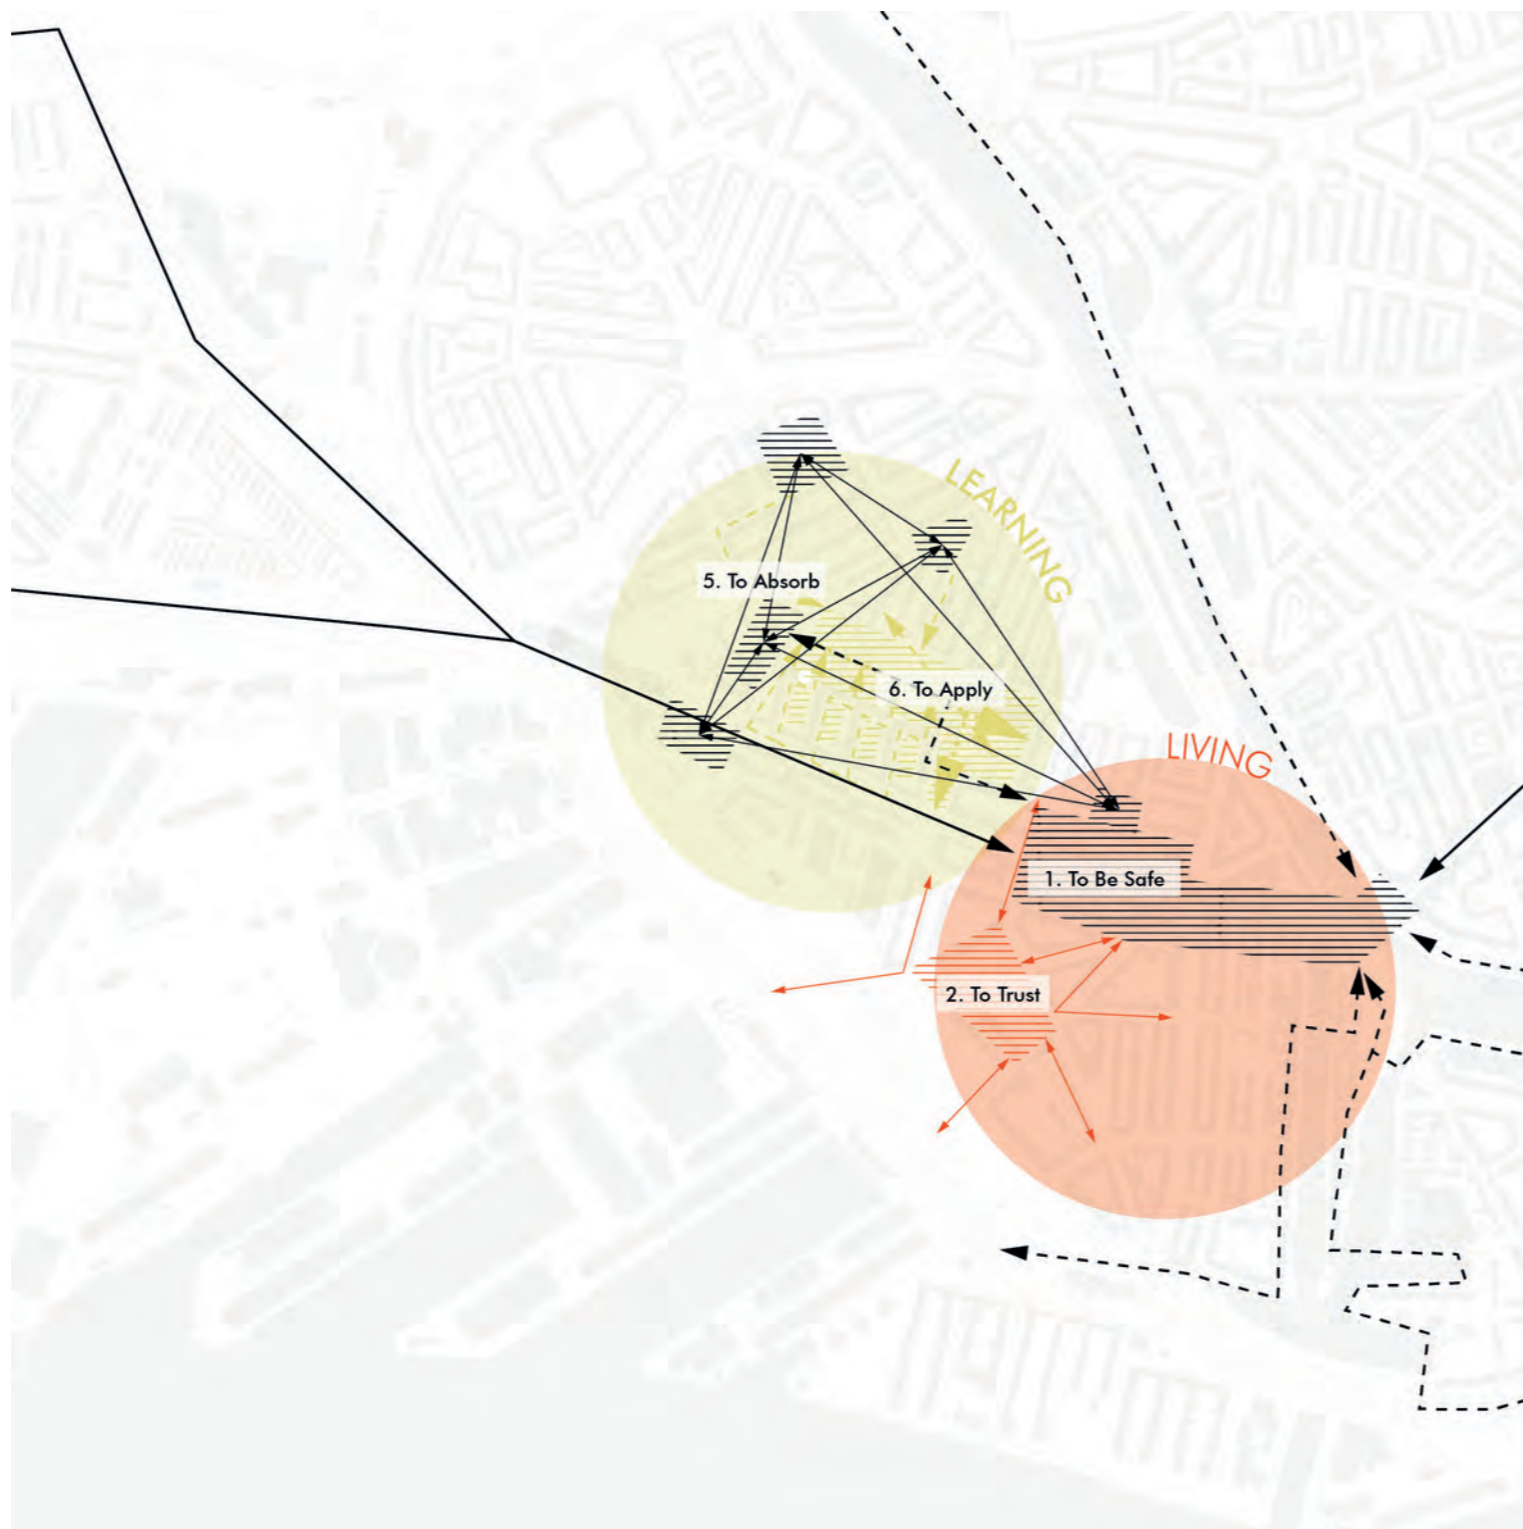 LEARNING
5. To Absorb
6. To Apply
LIVING
1. To Be Safe
2. To Trust